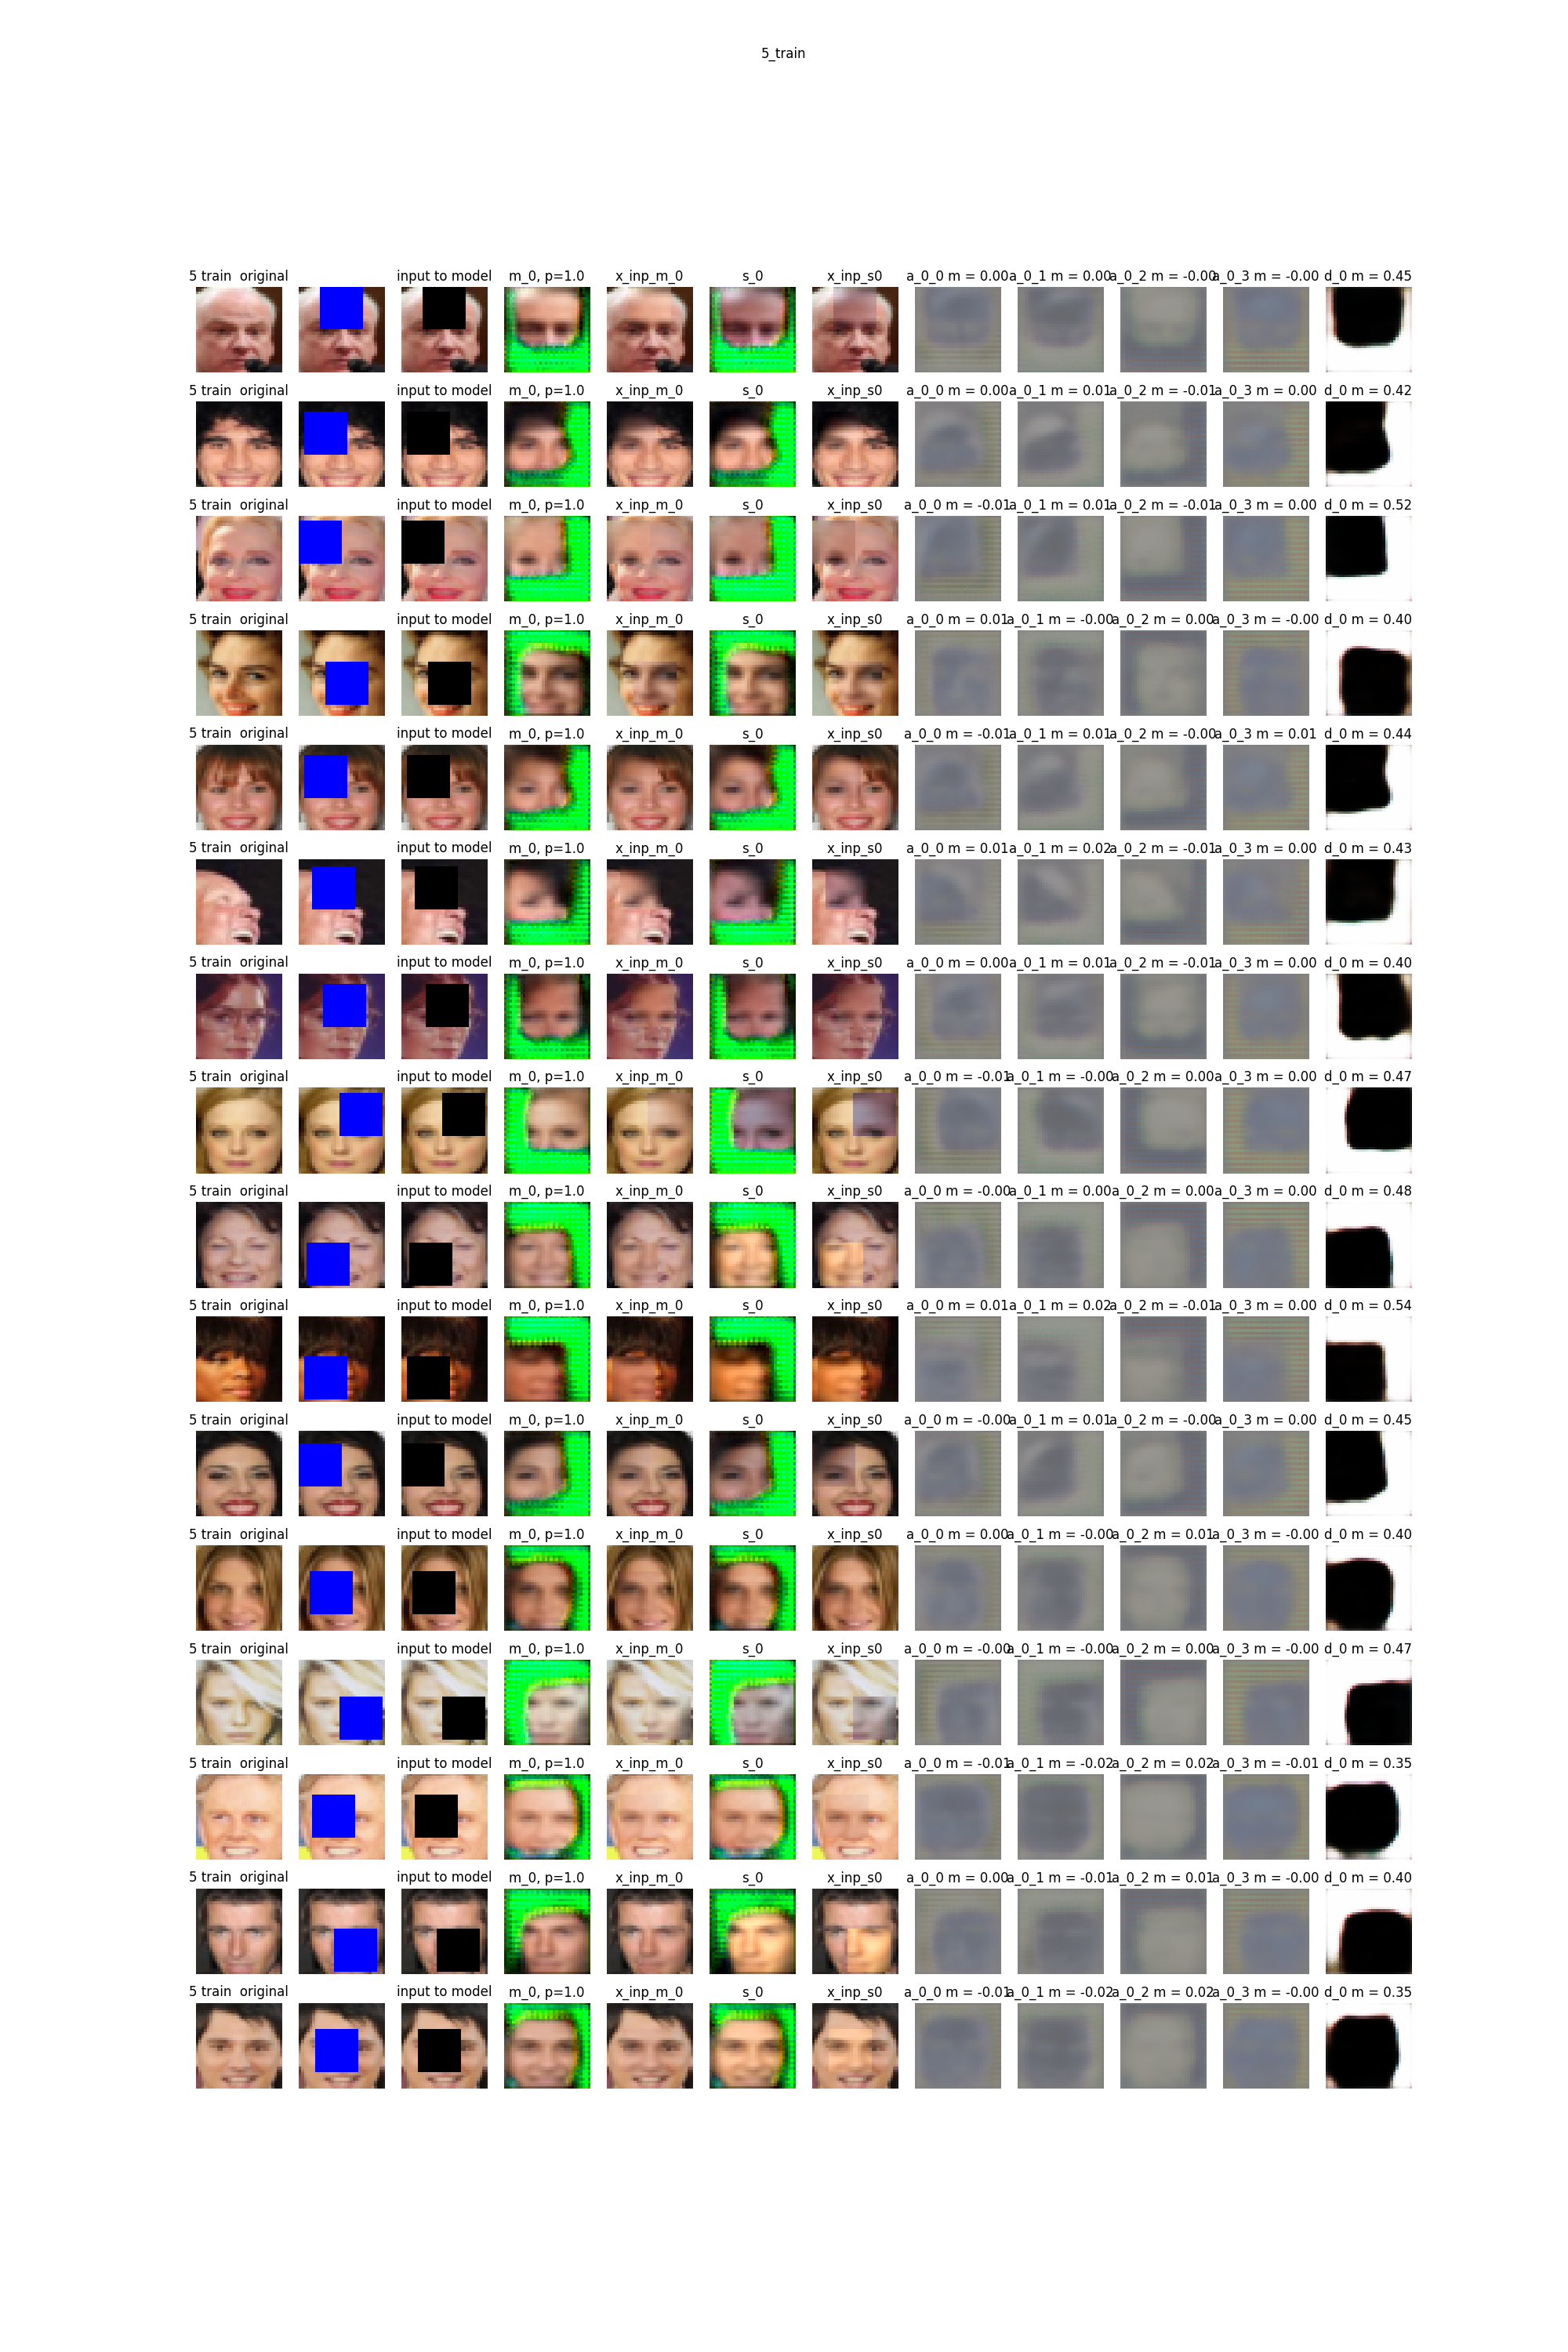 5_train
5 train original input to model m_0, p=1.0 x_inp_m_0 s_0 x_inp_s0 a_0_0 m = 0.00 a_0_1 m = 0.00 a_0_2 m = -0.00 a_0_3 m = -0.00 d_0 m = 0.45
5 train original input to model m_0, p=1.0 x_inp_m_0 s_0 x_inp_s0 a_0_0 m = 0.00 a_0_1 m = 0.01 a_0_2 m = -0.01 a_0_3 m = 0.00 d_0 m = 0.42
5 train original input to model m_0, p=1.0 x_inp_m_0 s_0 x_inp_s0 a_0_0 m = -0.01 a_0_1 m = 0.01 a_0_2 m = -0.01 a_0_3 m = 0.00 d_0 m = 0.52
5 train original input to model m_0, p=1.0 x_inp_m_0 s_0 x_inp_s0 a_0_0 m = 0.01 a_0_1 m = -0.00 a_0_2 m = 0.00 a_0_3 m = -0.00 d_0 m = 0.40
5 train original input to model m_0, p=1.0 x_inp_m_0 s_0 x_inp_s0 a_0_0 m = -0.01 a_0_1 m = 0.01 a_0_2 m = -0.00 a_0_3 m = 0.01 d_0 m = 0.44
5 train original input to model m_0, p=1.0 x_inp_m_0 s_0 x_inp_s0 a_0_0 m = 0.01 a_0_1 m = 0.02 a_0_2 m = -0.01 a_0_3 m = 0.00 d_0 m = 0.43
5 train original input to model m_0, p=1.0 x_inp_m_0 s_0 x_inp_s0 a_0_0 m = 0.00 a_0_1 m = 0.01 a_0_2 m = -0.01 a_0_3 m = 0.00 d_0 m = 0.40
5 train original input to model m_0, p=1.0 x_inp_m_0 s_0 x_inp_s0 a_0_0 m = -0.01 a_0_1 m = -0.00 a_0_2 m = 0.00 a_0_3 m = 0.00 d_0 m = 0.47
5 train original input to model m_0, p=1.0 x_inp_m_0 s_0 x_inp_s0 a_0_0 m = -0.00 a_0_1 m = 0.00 a_0_2 m = 0.00 a_0_3 m = 0.00 d_0 m = 0.48
5 train original input to model m_0, p=1.0 x_inp_m_0 s_0 x_inp_s0 a_0_0 m = 0.01 a_0_1 m = 0.02 a_0_2 m = -0.01 a_0_3 m = 0.00 d_0 m = 0.54
5 train original input to model m_0, p=1.0 x_inp_m_0 s_0 x_inp_s0 a_0_0 m = -0.00 a_0_1 m = 0.01 a_0_2 m = -0.00 a_0_3 m = 0.00 d_0 m = 0.45
5 train original input to model m_0, p=1.0 x_inp_m_0 s_0 x_inp_s0 a_0_0 m = 0.00 a_0_1 m = -0.00 a_0_2 m = 0.01 a_0_3 m = -0.00 d_0 m = 0.40
5 train original input to model m_0, p=1.0 x_inp_m_0 s_0 x_inp_s0 a_0_0 m = -0.00 a_0_1 m = -0.00 a_0_2 m = 0.00 a_0_3 m = -0.00 d_0 m = 0.47
5 train original input to model m_0, p=1.0 x_inp_m_0 s_0 x_inp_s0 a_0_0 m = -0.01 a_0_1 m = -0.02 a_0_2 m = 0.02 a_0_3 m = -0.01 d_0 m = 0.35
5 train original input to model m_0, p=1.0 x_inp_m_0 s_0 x_inp_s0 a_0_0 m = 0.00 a_0_1 m = -0.01 a_0_2 m = 0.01 a_0_3 m = -0.00 d_0 m = 0.40
5 train original input to model m_0, p=1.0 x_inp_m_0 s_0 x_inp_s0 a_0_0 m = -0.01 a_0_1 m = -0.02 a_0_2 m = 0.02 a_0_3 m = -0.00 d_0 m = 0.35